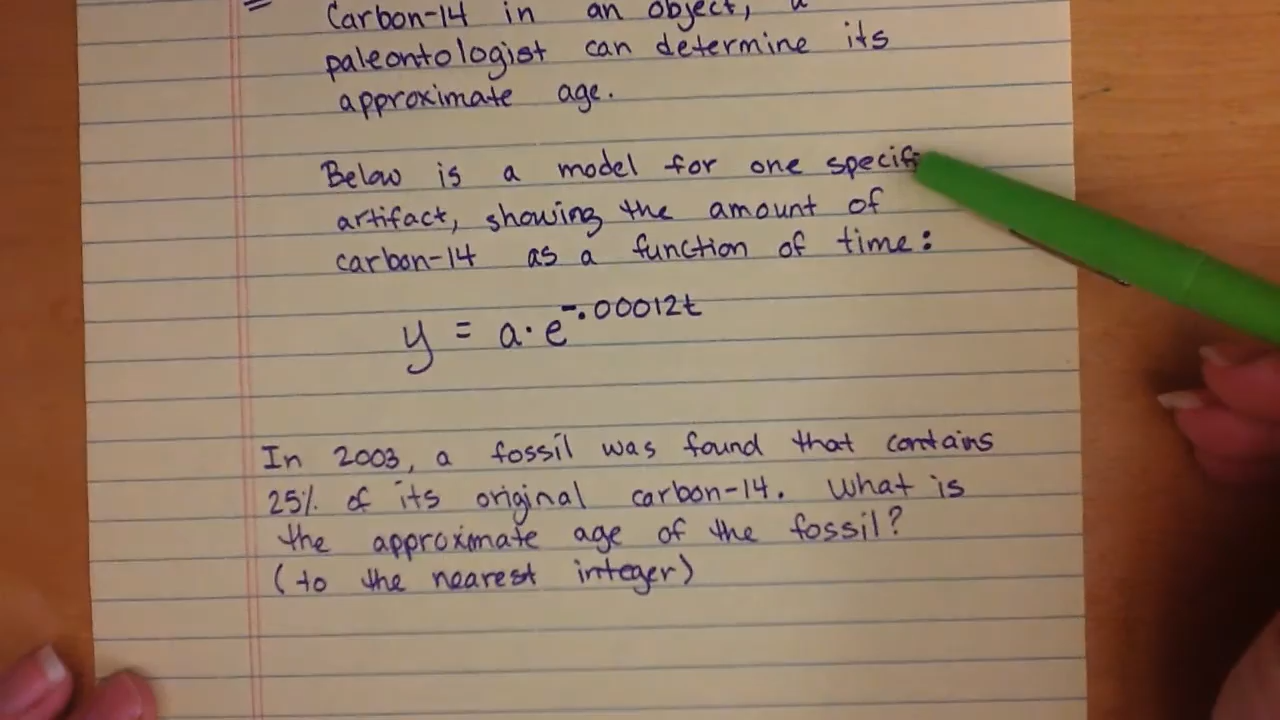 Carbon-14 in an object, a
paleontologist can determine its
approximate age.
Below is a model for one specifi
artifact, showing the amount of
carbon-14 as a function of time:
y = a · e^-.00012t
In 2003, a fossil was found that contains
25% of its original carbon-14. What is
the approximate age of the fossil?
(to the nearest integer)